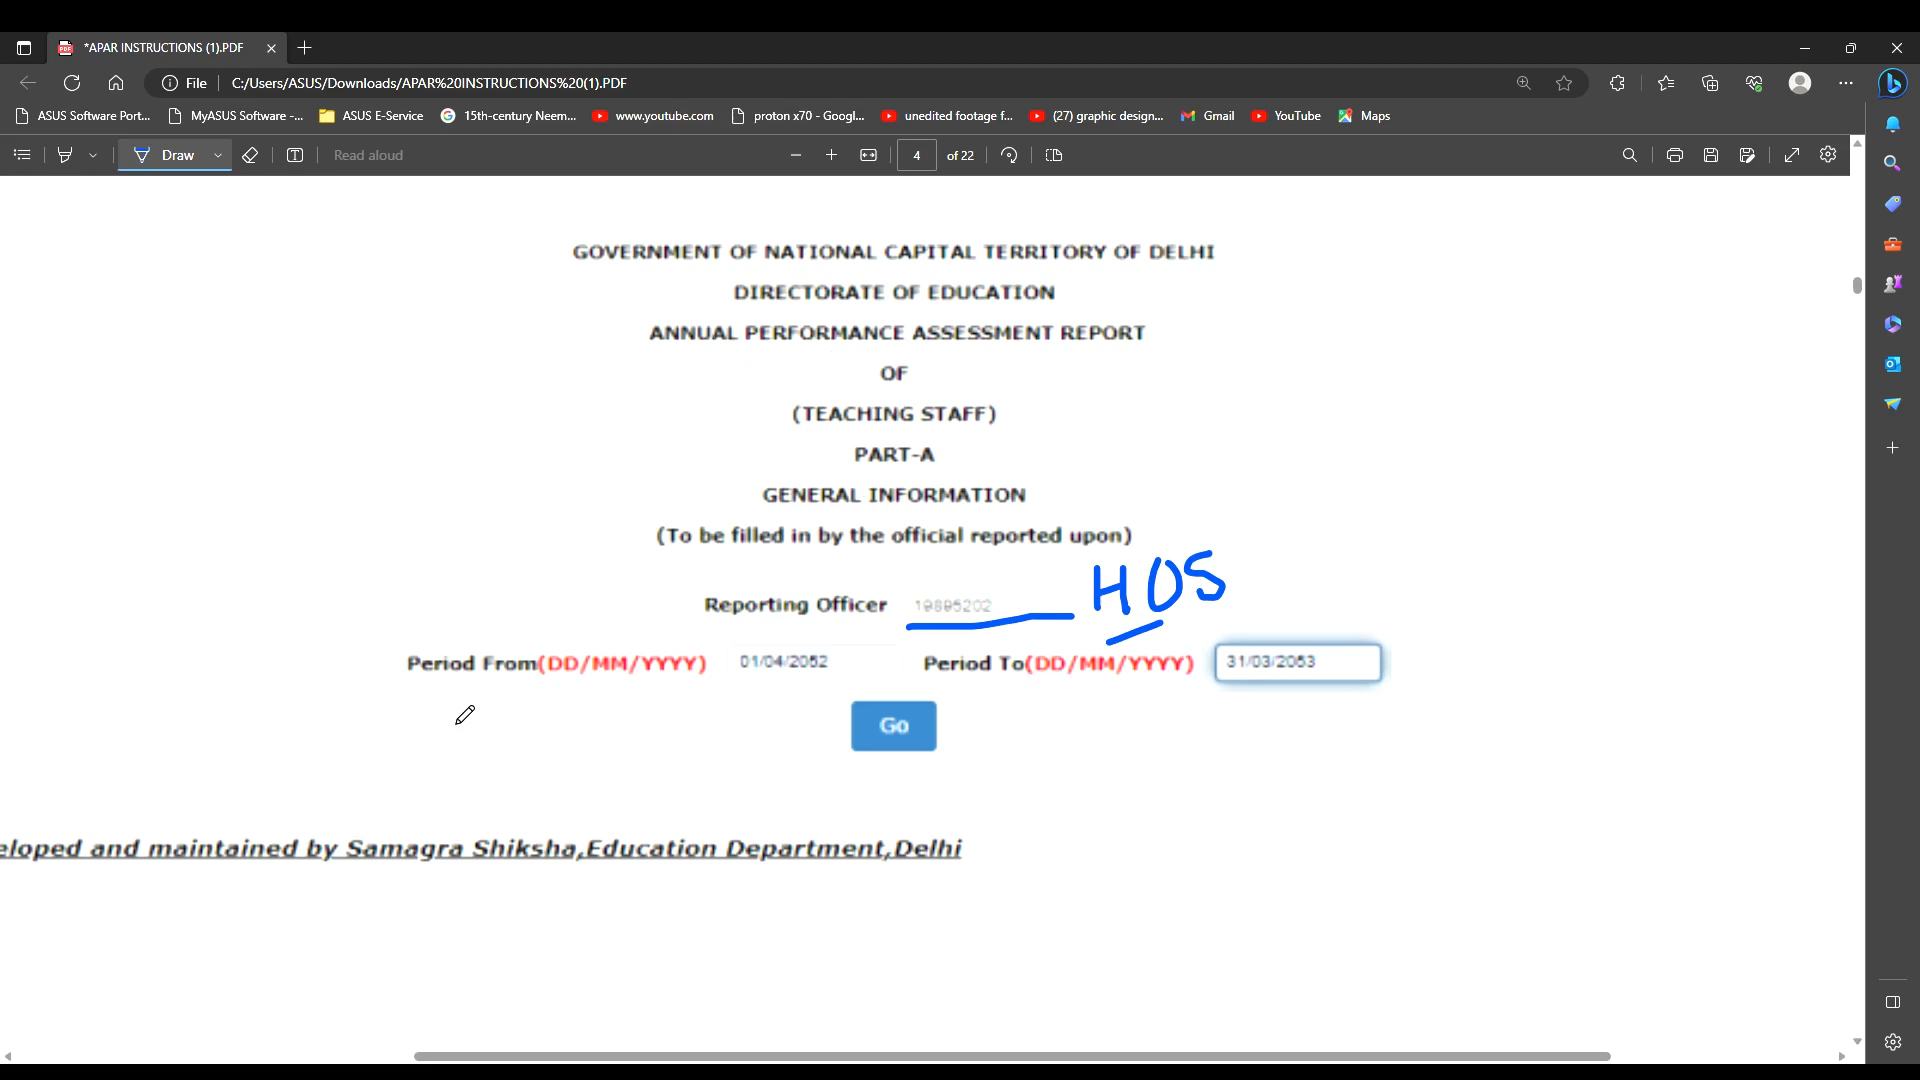 *APAR INSTRUCTIONS (1).PDF
File C:/Users/ASUS/Downloads/APAR%20INSTRUCTIONS%20(1).PDF
ASUS Software Port... MyASUS Software -... ASUS E-Service 15th-century Neem... www.youtube.com proton x70 - Googl... unedited footage f... (27) graphic design... Gmail YouTube Maps
Draw Read aloud 4 of 22
GOVERNMENT OF NATIONAL CAPITAL TERRITORY OF DELHI
DIRECTORATE OF EDUCATION
ANNUAL PERFORMANCE ASSESSMENT REPORT
OF
(TEACHING STAFF)
PART-A
GENERAL INFORMATION
(To be filled in by the official reported upon)
Reporting Officer 19895202 HOS
Period From(DD/MM/YYYY) 01/04/2052 Period To(DD/MM/YYYY) 31/03/2053
Go
eloped and maintained by Samagra Shiksha,Education Department,Delhi